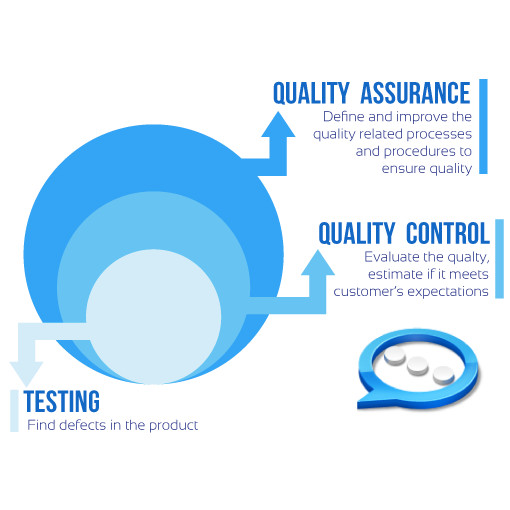 QUALITY ASSURANCE
Define and improve the
quality related processes
and procedures to
ensure quality
QUALITY CONTROL
Evaluate the qualty,
estimate if it meets
customer's expectations
TESTING
Find defects in the product